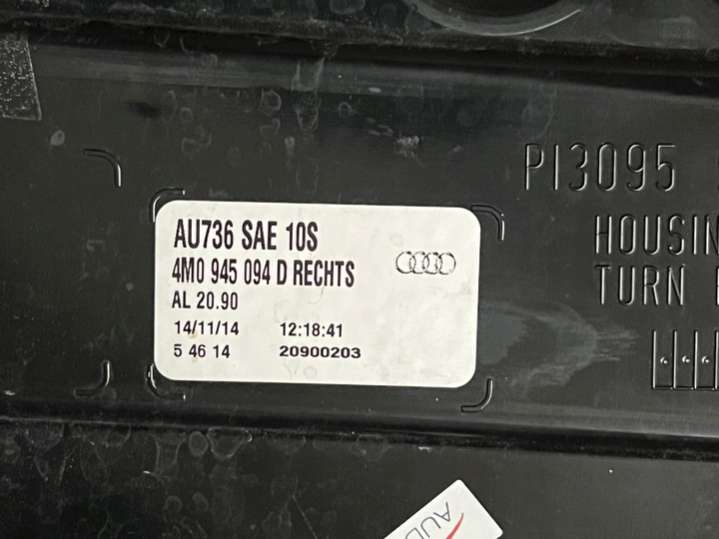 PI3095
HOUSIN
TURN
AU736 SAE 10S
4M0 945 094 D RECHTS
AL 20.90
14/11/14 12:18:41
5 46 14 20900203
AUD